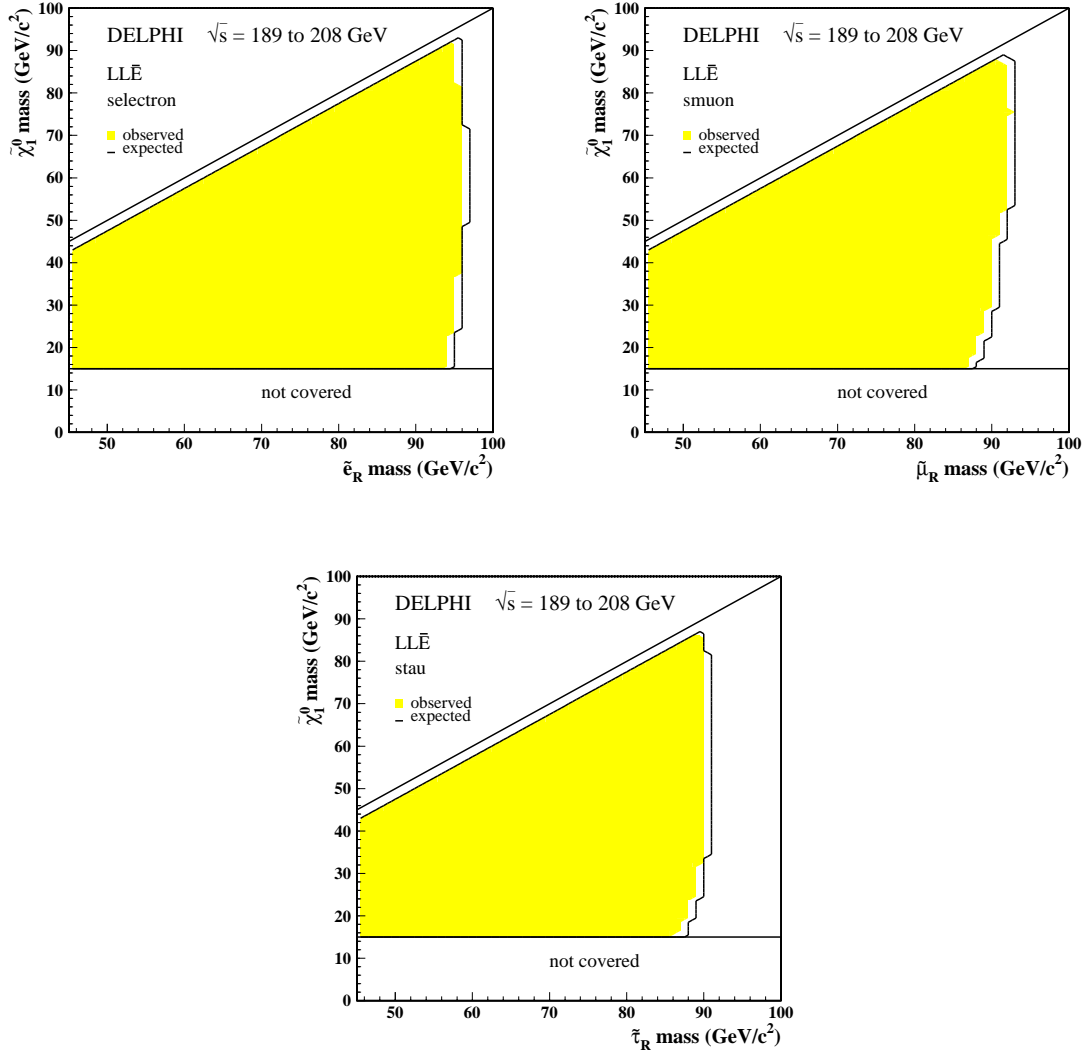 χ̃₁⁰ mass (GeV/c²)
100
90
80
70
60
50
40
30
20
10
0
DELPHI √s = 189 to 208 GeV
LLĒ
selectron
observed
expected
not covered
50 60 70 80 90 100
ẽ_R mass (GeV/c²)
χ̃₁⁰ mass (GeV/c²)
100
90
80
70
60
50
40
30
20
10
0
DELPHI √s = 189 to 208 GeV
LLĒ
smuon
observed
expected
not covered
50 60 70 80 90 100
μ̃_R mass (GeV/c²)
χ̃₁⁰ mass (GeV/c²)
100
90
80
70
60
50
40
30
20
10
0
DELPHI √s = 189 to 208 GeV
LLĒ
stau
observed
expected
not covered
50 60 70 80 90 100
τ̃_R mass (GeV/c²)